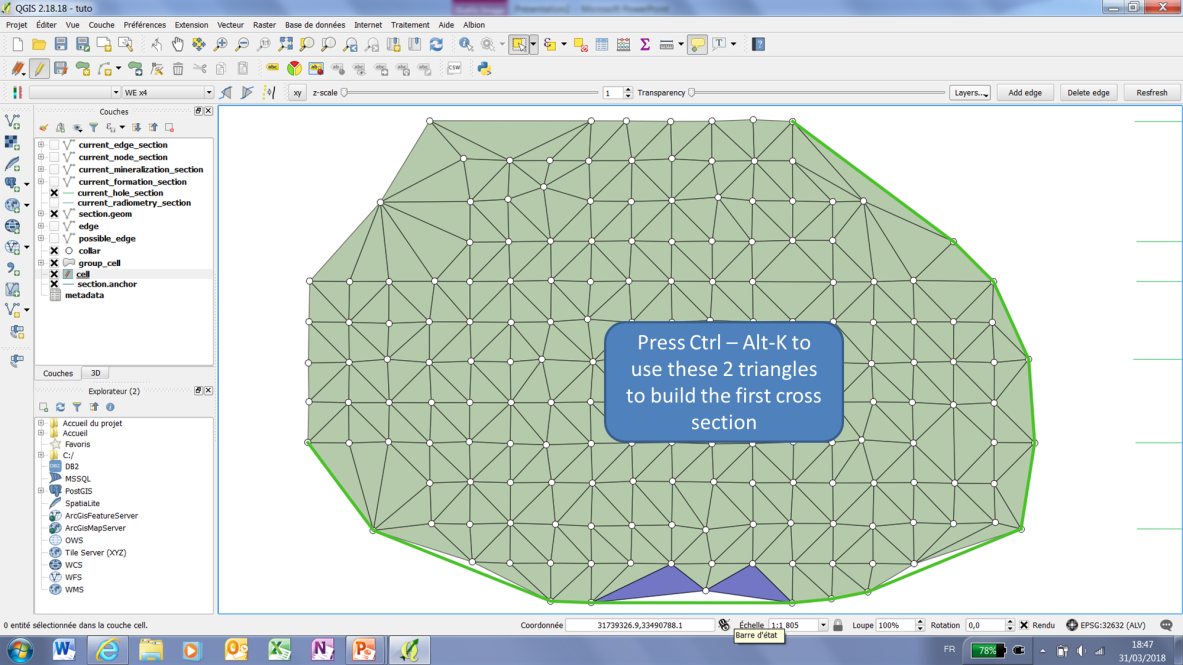 QGIS 2.18.18 - tuto
Présentation2 - Microsoft PowerPoint
Projet Éditer Vue Couche Préférences Extension Vecteur Raster Base de données Internet Traitement Aide Albion
WE x4
xy
z-scale
1
Transparency
Layers...
Add edge
Delete edge
Resfresh
Couches
current_edge_section
current_node_section
current_mineralization_section
current_formation_section
current_hole_section
current_radiometry_section
section.geom
edge
possible_edge
collar
group_cell
cell
section.anchor
metadata
Couches 3D
Explorateur (2)
Accueil du projet
Accueil
Favoris
C:/
DB2
MSSQL
PostGIS
SpatiaLite
ArcGisFeatureServer
ArcGisMapServer
OWS
Tile Server (XYZ)
WCS
WFS
WMS
Press Ctrl – Alt-K to
use these 2 triangles
to build the first cross
section
0 entité sélectionnée dans la couche cell.
Coordonnée 31739326.9,33490788.1
Échelle 1:1 805
Loupe 100%
Rotation 0,0
Rendu
EPSG:32632 (ALV)
Barre d'état
FR
78%
18:47
31/03/2018